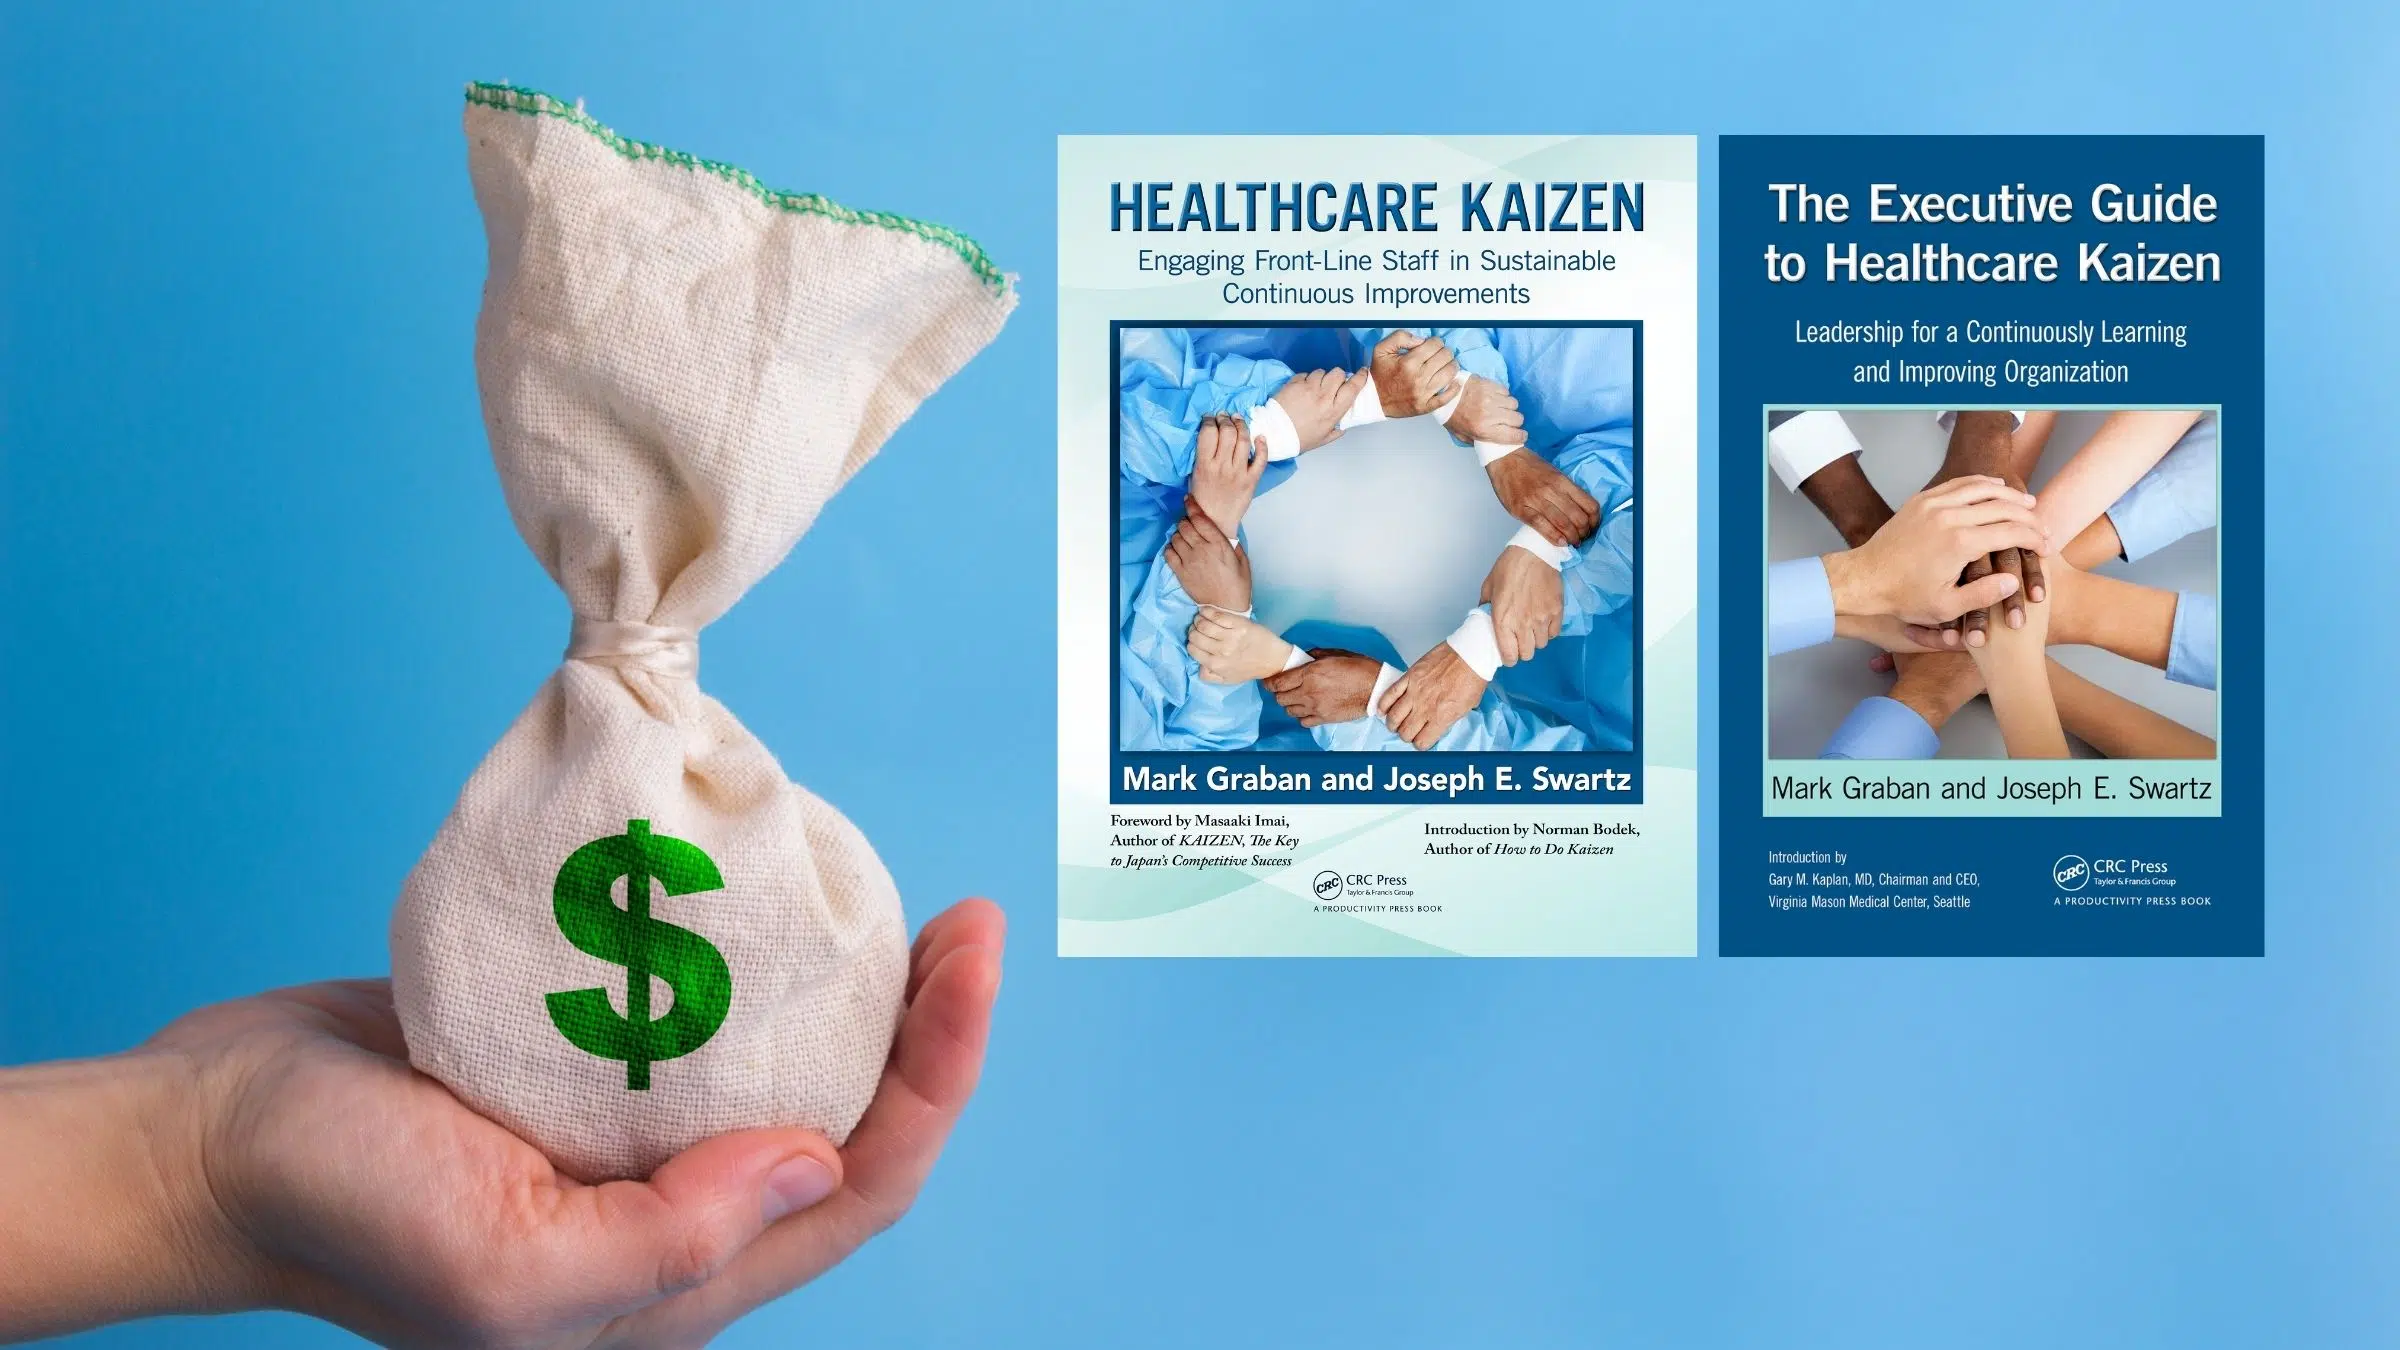 $
HEALTHCARE KAIZEN
Engaging Front-Line Staff in Sustainable
Continuous Improvements
Mark Graban and Joseph E. Swartz
Foreword by Masaaki Imai,
Author of KAIZEN, The Key
to Japan's Competitive Success
Introduction by Norman Bodek,
Author of How to Do Kaizen
CRC
CRC Press
Taylor & Francis Group
A PRODUCTIVITY PRESS BOOK
The Executive Guide
to Healthcare Kaizen
Leadership for a Continuously Learning
and Improving Organization
Mark Graban and Joseph E. Swartz
Introduction by
Gary M. Kaplan, MD, Chairman and CEO,
Virginia Mason Medical Center, Seattle
CRC
CRC Press
Taylor & Francis Group
A PRODUCTIVITY PRESS BOOK